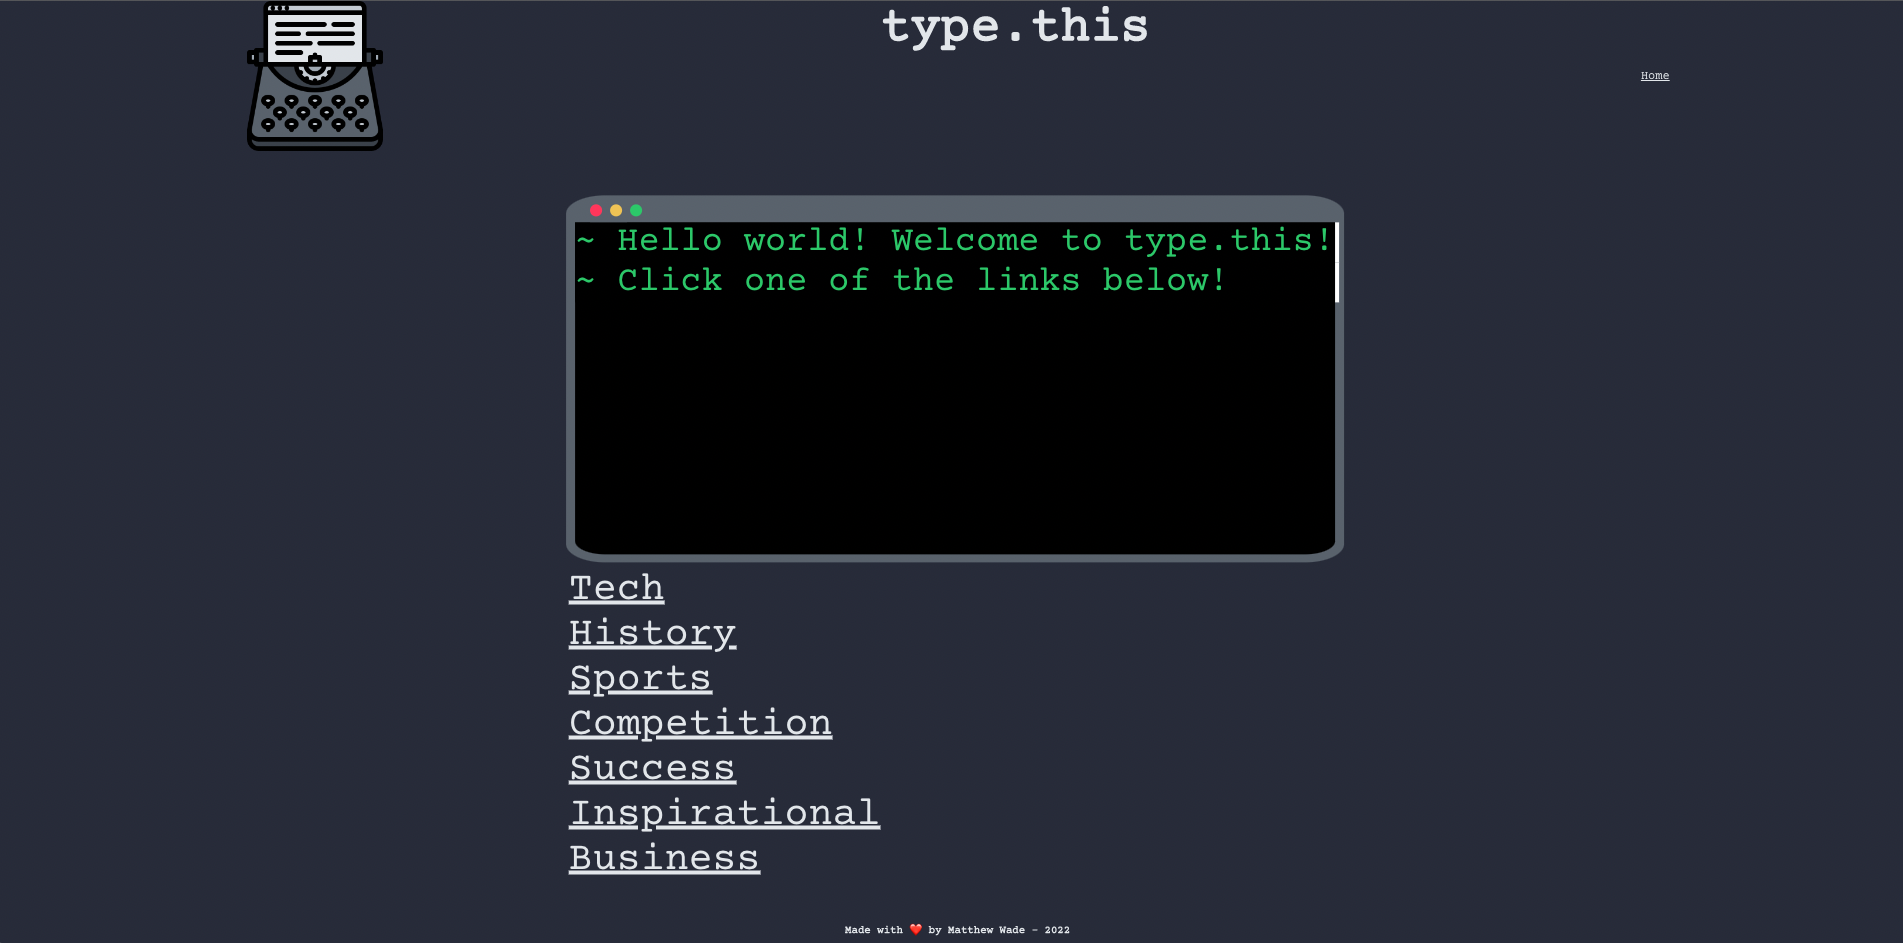 type.this
Home
~ Hello world! Welcome to type.this!
~ Click one of the links below!
Tech
History
Sports
Competition
Success
Inspirational
Business
Made with ❤️ by Matthew Wade - 2022